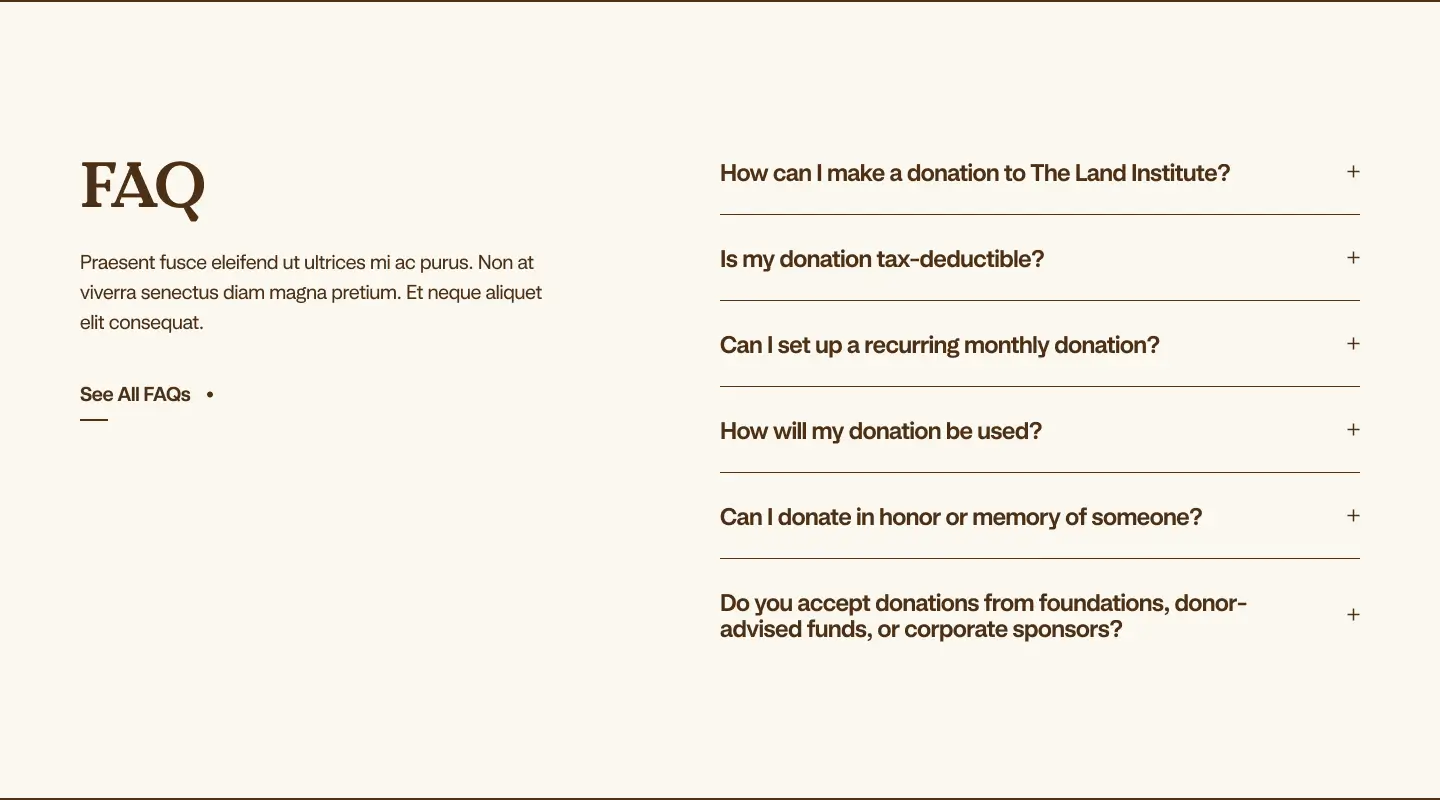 FAQ
Praesent fusce eleifend ut ultrices mi ac purus. Non at
viverra senectus diam magna pretium. Et neque aliquet
elit consequat.
See All FAQs
How can I make a donation to The Land Institute?
Is my donation tax-deductible?
Can I set up a recurring monthly donation?
How will my donation be used?
Can I donate in honor or memory of someone?
Do you accept donations from foundations, donor-
advised funds, or corporate sponsors?